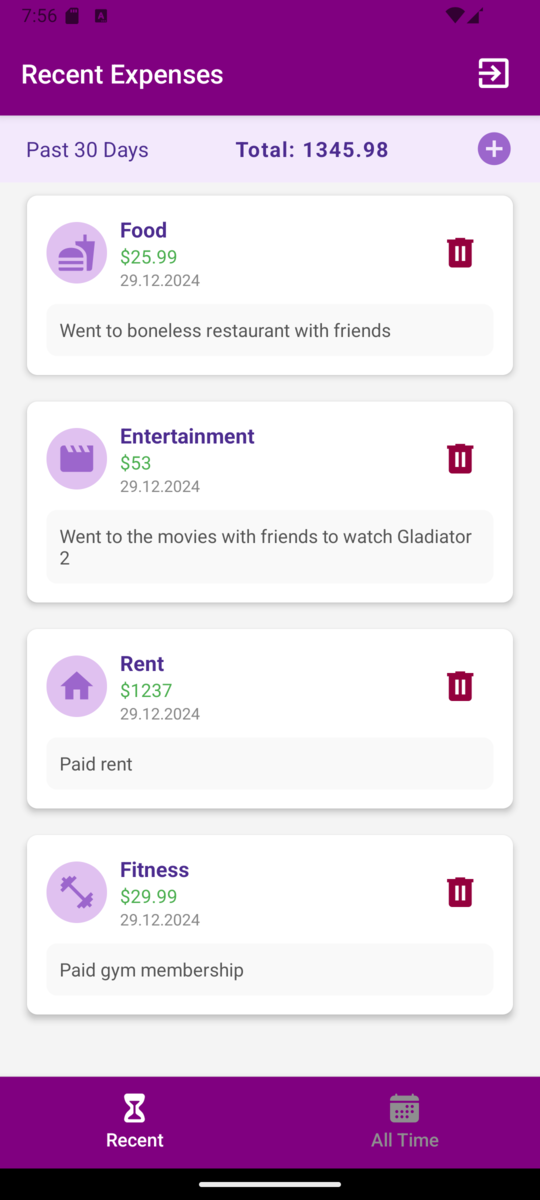 7:56
Recent Expenses
Past 30 Days Total: 1345.98
Food
$25.99
29.12.2024
Went to boneless restaurant with friends
Entertainment
$53
29.12.2024
Went to the movies with friends to watch Gladiator
2
Rent
$1237
29.12.2024
Paid rent
Fitness
$29.99
29.12.2024
Paid gym membership
Recent All Time